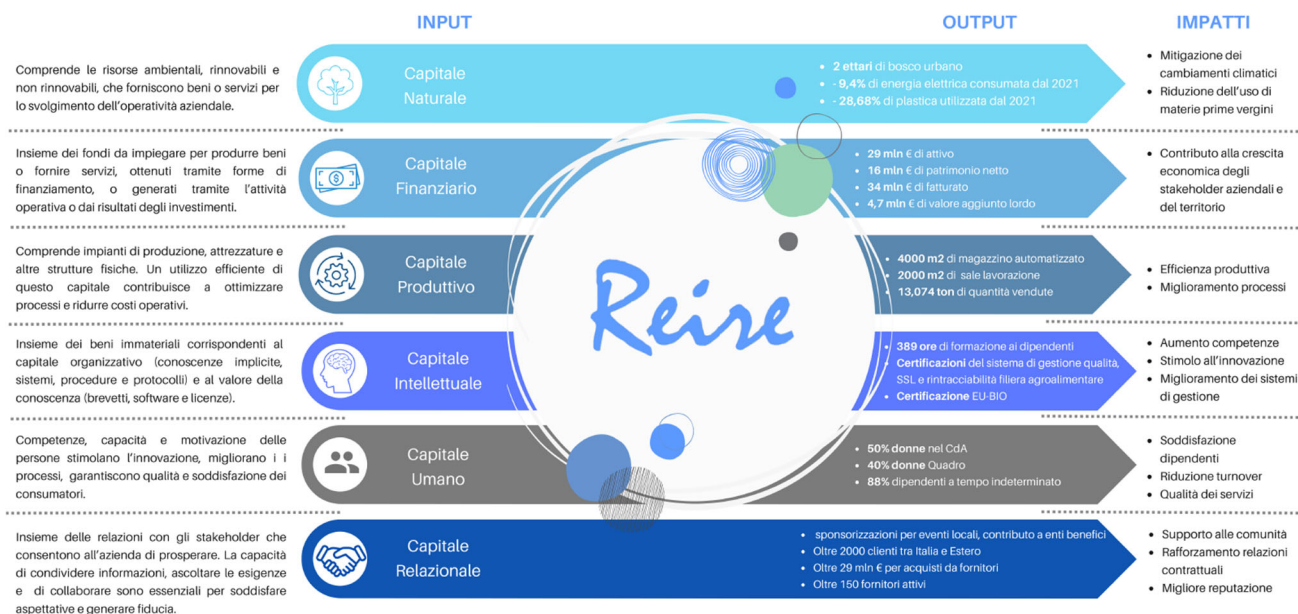 INPUT
OUTPUT
IMPATTI
Comprende le risorse ambientali, rinnovabili e
non rinnovabili, che forniscono beni o servizi per
lo svolgimento dell'operatività aziendale.
Capitale
Naturale
• 2 ettari di bosco urbano
• - 9,4% di energia elettrica consumata dal 2021
• - 28,68% di plastica utilizzata dal 2021
• Mitigazione dei
cambiamenti climatici
• Riduzione dell'uso di
materie prime vergini
Insieme dei fondi da impiegare per produrre beni
o fornire servizi, ottenuti tramite forme di
finanziamento, o generati tramite l'attività
operativa o dai risultati degli investimenti.
Capitale
Finanziario
• 29 mln € di attivo
• 16 mln € di patrimonio netto
• 34 mln € di fatturato
• 4,7 mln € di valore aggiunto lordo
• Contributo alla crescita
economica degli
stakeholder aziendali e
del territorio
Comprende impianti di produzione, attrezzature e
altre strutture fisiche. Un utilizzo efficiente di
questo capitale contribuisce a ottimizzare
processi e ridurre costi operativi.
Capitale
Produttivo
• 4000 m2 di magazzino automatizzato
• 2000 m2 di sale lavorazione
• 13,074 ton di quantità vendute
• Efficienza produttiva
• Miglioramento processi
Reire
Insieme dei beni immateriali corrispondenti al
capitale organizzativo (conoscenze implicite,
sistemi, procedure e protocolli) e al valore della
conoscenza (brevetti, software e licenze).
Capitale
Intellettuale
• 389 ore di formazione ai dipendenti
• Certificazioni del sistema di gestione qualità,
SSL e rintracciabilità filiera agroalimentare
• Certificazione EU-BIO
• Aumento competenze
• Stimolo all'innovazione
• Miglioramento dei sistemi
di gestione
Competenze, capacità e motivazione delle
persone stimolano l'innovazione, migliorano i i
processi, garantiscono qualità e soddisfazione dei
consumatori.
Capitale
Umano
• 50% donne nel CdA
• 40% donne Quadro
• 88% dipendenti a tempo indeterminato
• Soddisfazione
dipendenti
• Riduzione turnover
• Qualità dei servizi
Insieme delle relazioni con gli stakeholder che
consentono all'azienda di prosperare. La capacità
di condividere informazioni, ascoltare le esigenze
e di collaborare sono essenziali per soddisfare
aspettative e generare fiducia.
Capitale
Relazionale
• sponsorizzazioni per eventi locali, contributo a enti benefici
• Oltre 2000 clienti tra Italia e Estero
• Oltre 29 mln € per acquisti da fornitori
• Oltre 150 fornitori attivi
• Supporto alle comunità
• Rafforzamento relazioni
contrattuali
• Migliore reputazione